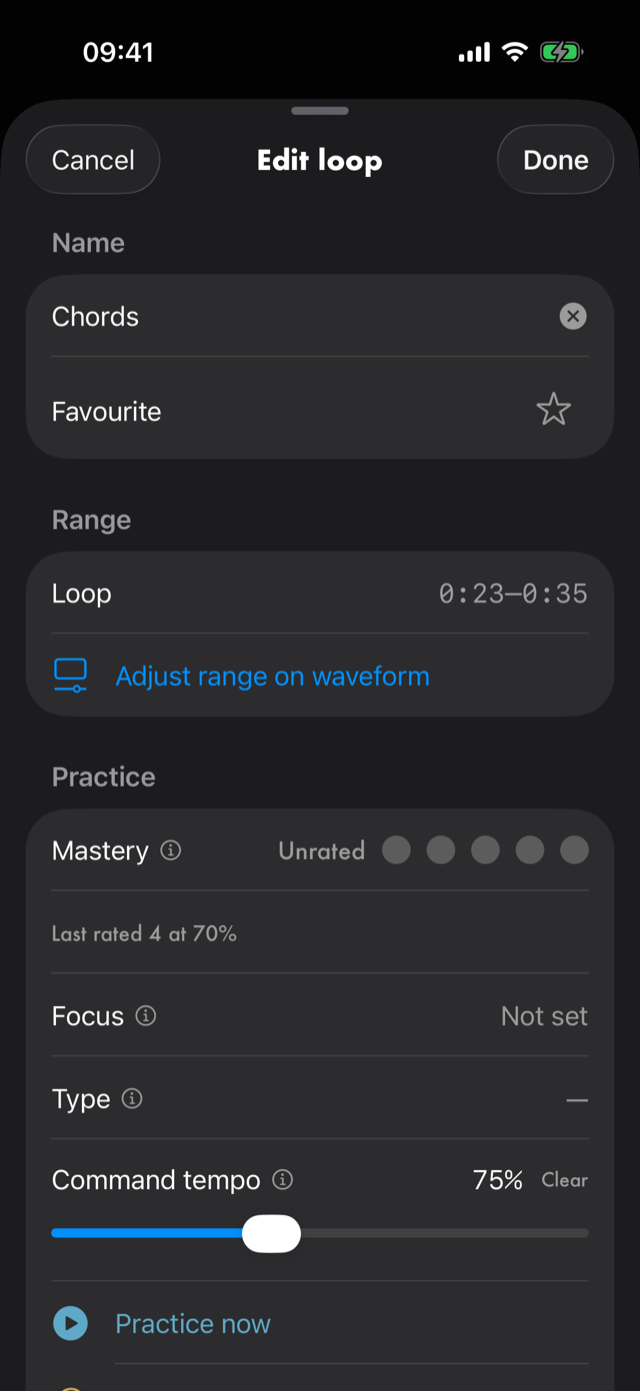 09:41
Cancel
Edit loop
Done
Name
Chords
Favourite
Range
Loop
0:23–0:35
Adjust range on waveform
Practice
Mastery
Unrated
Last rated 4 at 70%
Focus
Not set
Type
—
Command tempo
75%
Clear
Practice now